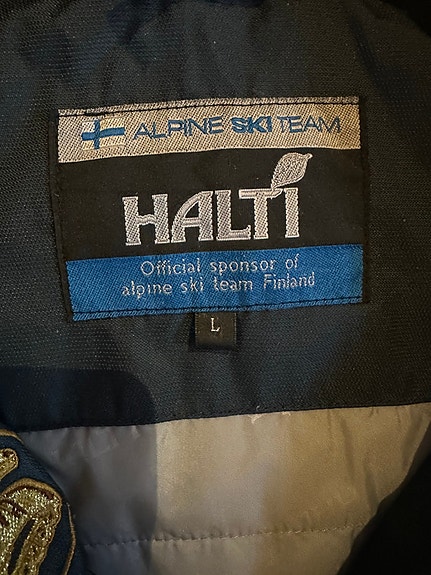 ALPINE SKI TEAM
HALTI
Official sponsor of
alpine ski team Finland
L